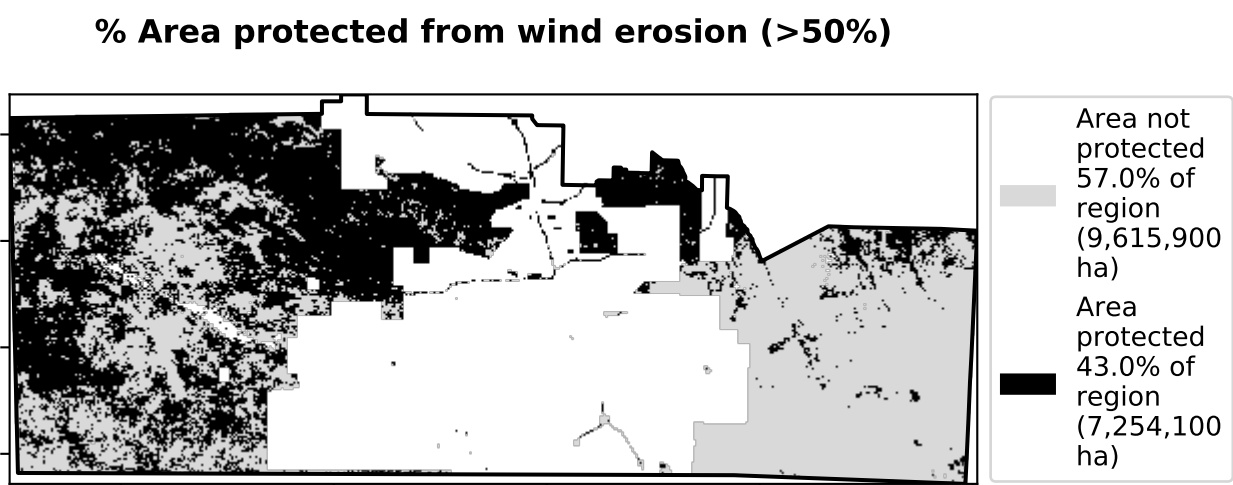 % Area protected from wind erosion (>50%)
Area not
protected
57.0% of
region
(9,615,900
ha)
Area
protected
43.0% of
region
(7,254,100
ha)